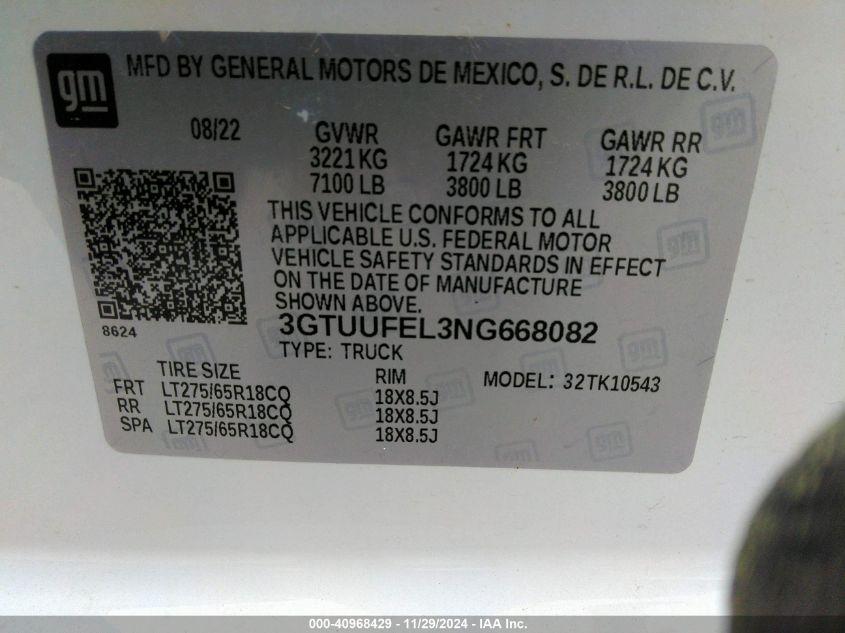 gm
MFD BY GENERAL MOTORS DE MEXICO, S. DE R.L. DE C.V.
08/22 GVWR GAWR FRT GAWR RR
3221 KG 1724 KG 1724 KG
7100 LB 3800 LB 3800 LB
THIS VEHICLE CONFORMS TO ALL
APPLICABLE U.S. FEDERAL MOTOR
VEHICLE SAFETY STANDARDS IN EFFECT
ON THE DATE OF MANUFACTURE
SHOWN ABOVE.
8624
3GTUUFEL3NG668082
TYPE: TRUCK
TIRE SIZE RIM MODEL: 32TK10543
FRT LT275/65R18CQ 18X8.5J
RR LT275/65R18CQ 18X8.5J
SPA LT275/65R18CQ 18X8.5J
000-40968429 - 11/29/2024 - IAA Inc.